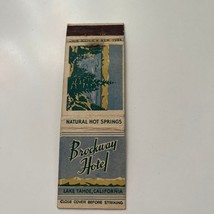 NATURAL HOT SPRINGS
Brockway
Hotel
LAKE TAHOE, CALIFORNIA
CLOSE COVER BEFORE STRIKING